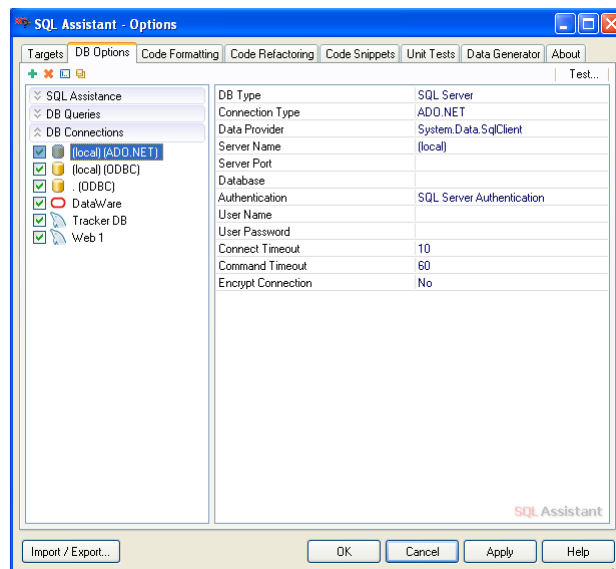 SQL Assistant - Options
Targets DB Options Code Formatting Code Refactoring Code Snippets Unit Tests Data Generator About
Test...
SQL Assistance
DB Queries
DB Connections
(local) (ADO.NET)
(local) (ODBC)
. (ODBC)
DataWare
Tracker DB
Web 1
DB Type SQL Server
Connection Type ADO.NET
Data Provider System.Data.SqlClient
Server Name (local)
Server Port
Database
Authentication SQL Server Authentication
User Name
User Password
Connect Timeout 10
Command Timeout 60
Encrypt Connection No
SQL Assistant
Import / Export... OK Cancel Apply Help